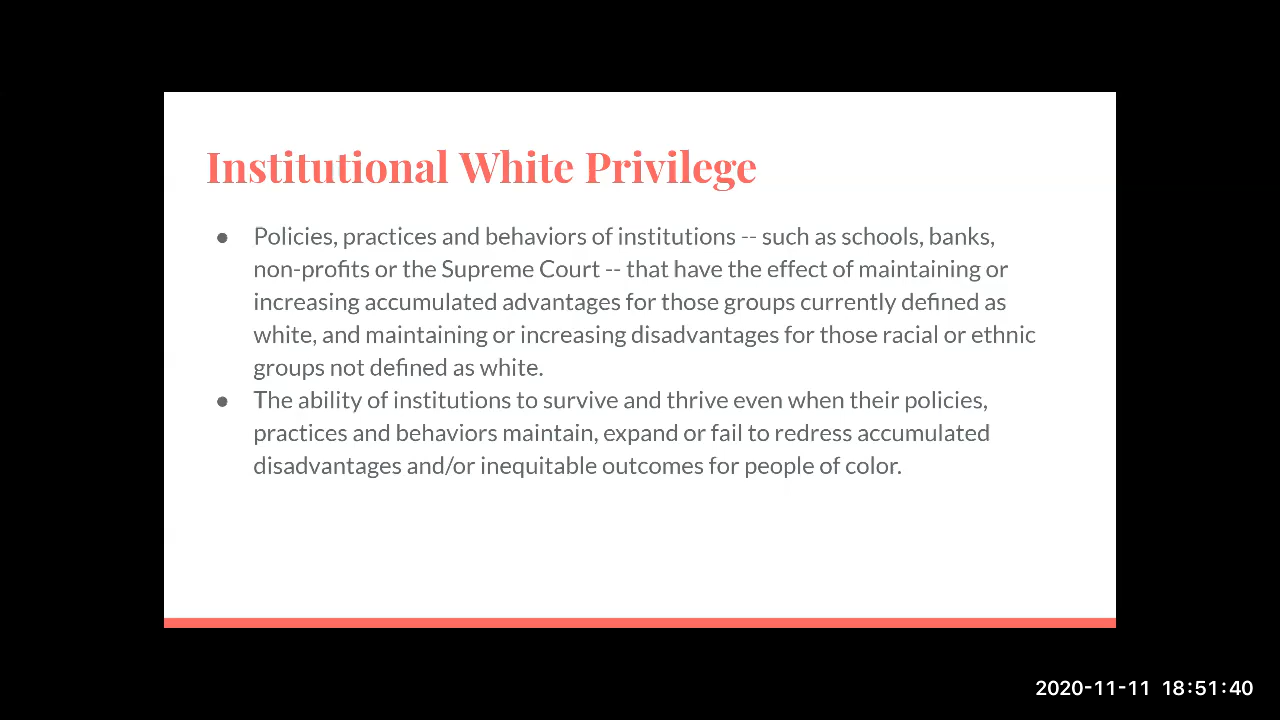 Institutional White Privilege
● Policies, practices and behaviors of institutions -- such as schools, banks,
non-profits or the Supreme Court -- that have the effect of maintaining or
increasing accumulated advantages for those groups currently defined as
white, and maintaining or increasing disadvantages for those racial or ethnic
groups not defined as white.
● The ability of institutions to survive and thrive even when their policies,
practices and behaviors maintain, expand or fail to redress accumulated
disadvantages and/or inequitable outcomes for people of color.
2020-11-11 18:51:40